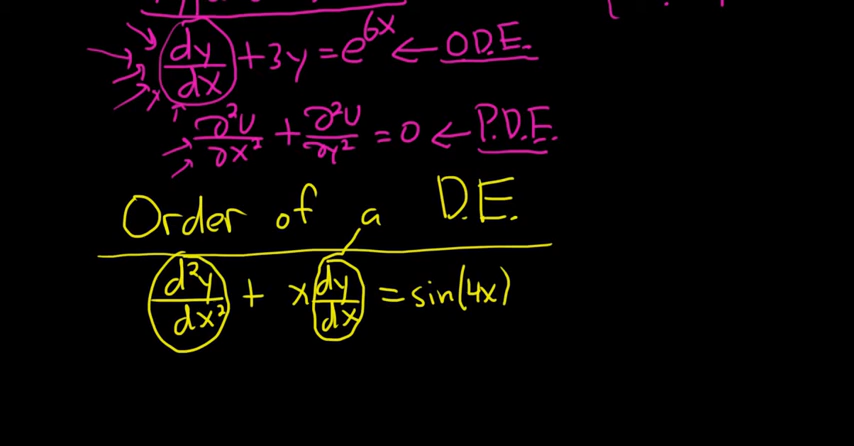 dy/dx + 3y = e^6x ← O.D.E.
∂²U/∂x² + ∂²U/∂y² = 0 ← P.D.E.
Order of a D.E.
d²y/dx² + x dy/dx = sin(4x)